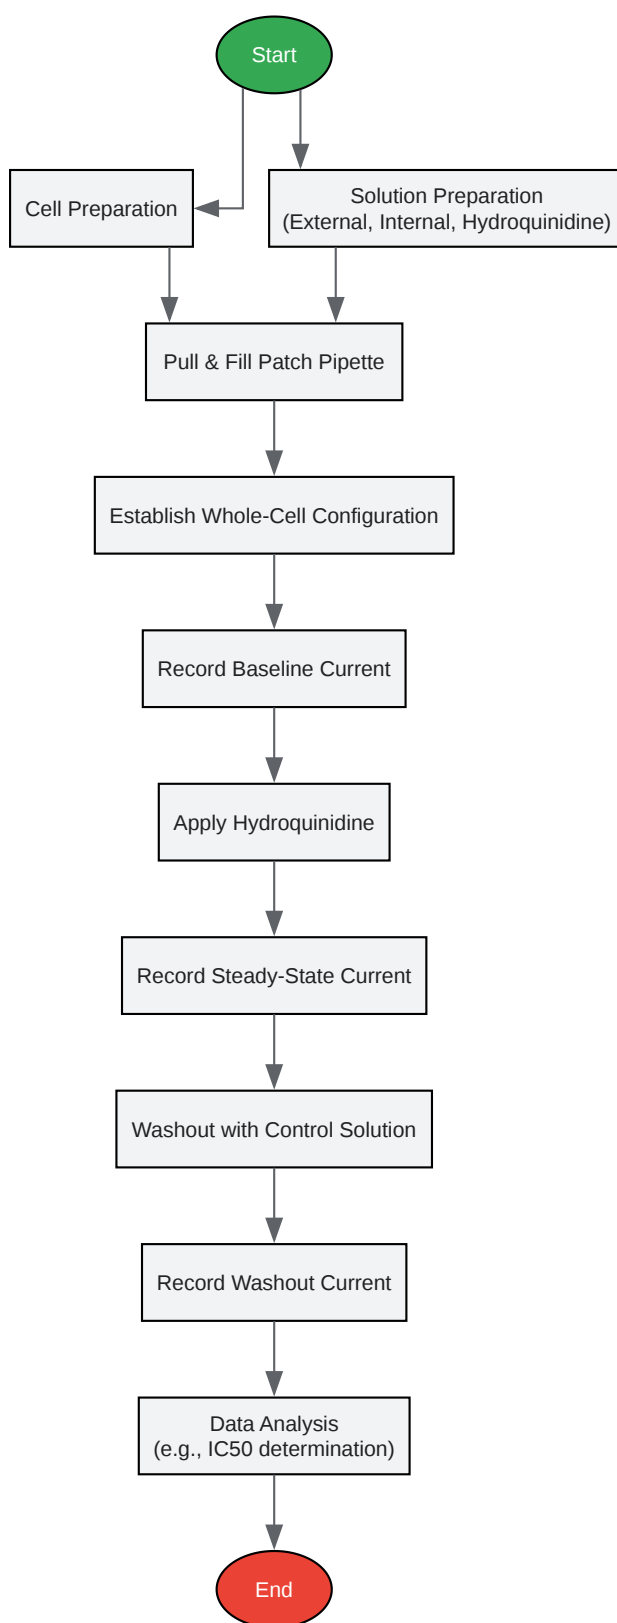 Start
Cell Preparation
Solution Preparation
(External, Internal, Hydroquinidine)
Pull & Fill Patch Pipette
Establish Whole-Cell Configuration
Record Baseline Current
Apply Hydroquinidine
Record Steady-State Current
Washout with Control Solution
Record Washout Current
Data Analysis
(e.g., IC50 determination)
End